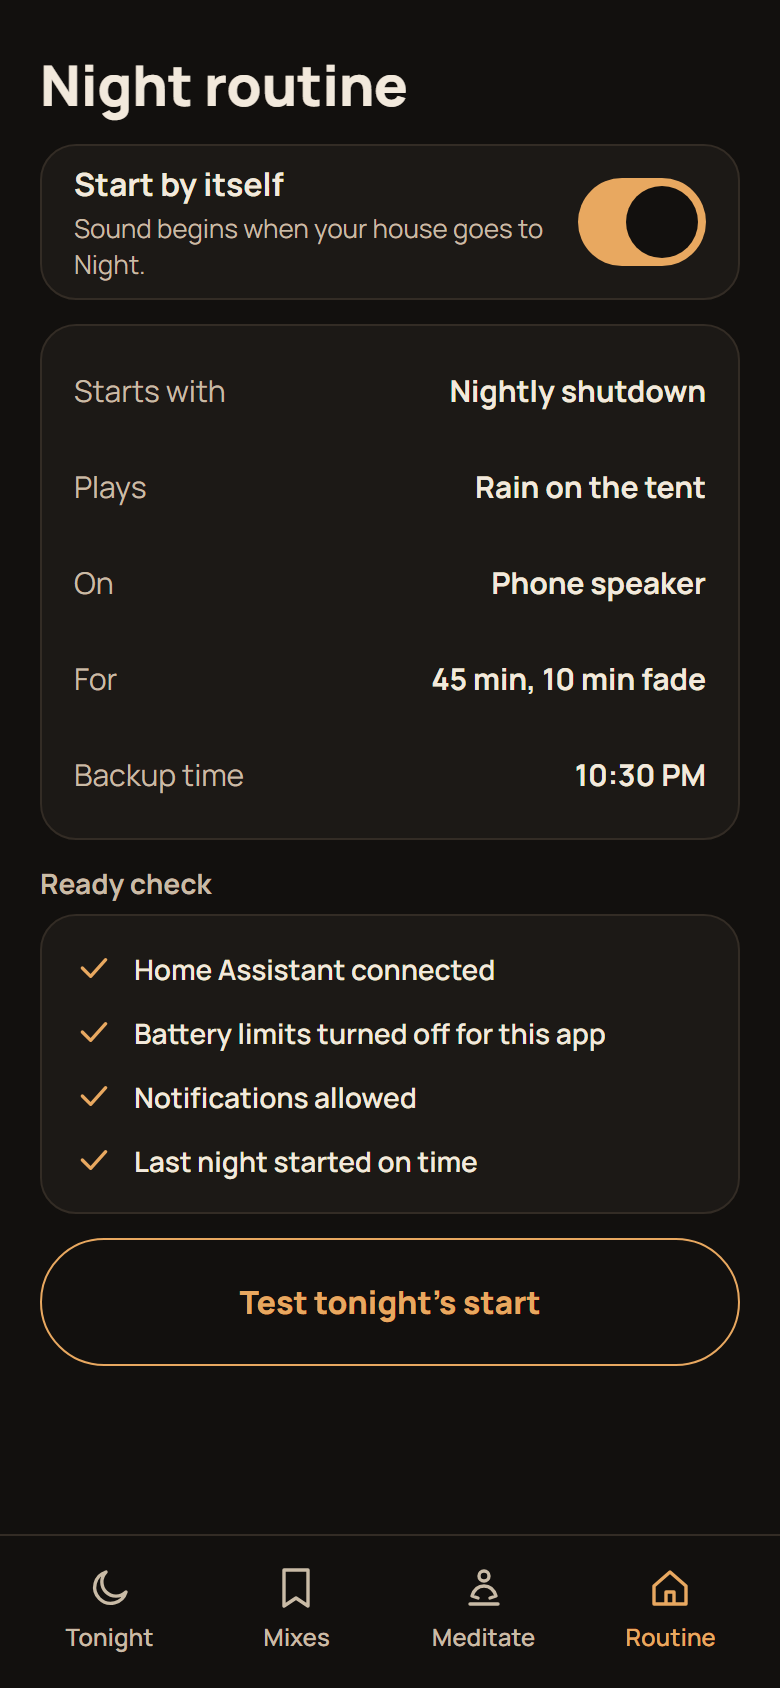 Night routine
Start by itself
Sound begins when your house goes to
Night.
Starts with Nightly shutdown
Plays Rain on the tent
On Phone speaker
For 45 min, 10 min fade
Backup time 10:30 PM
Ready check
Home Assistant connected
Battery limits turned off for this app
Notifications allowed
Last night started on time
Test tonight’s start
Tonight Mixes Meditate Routine